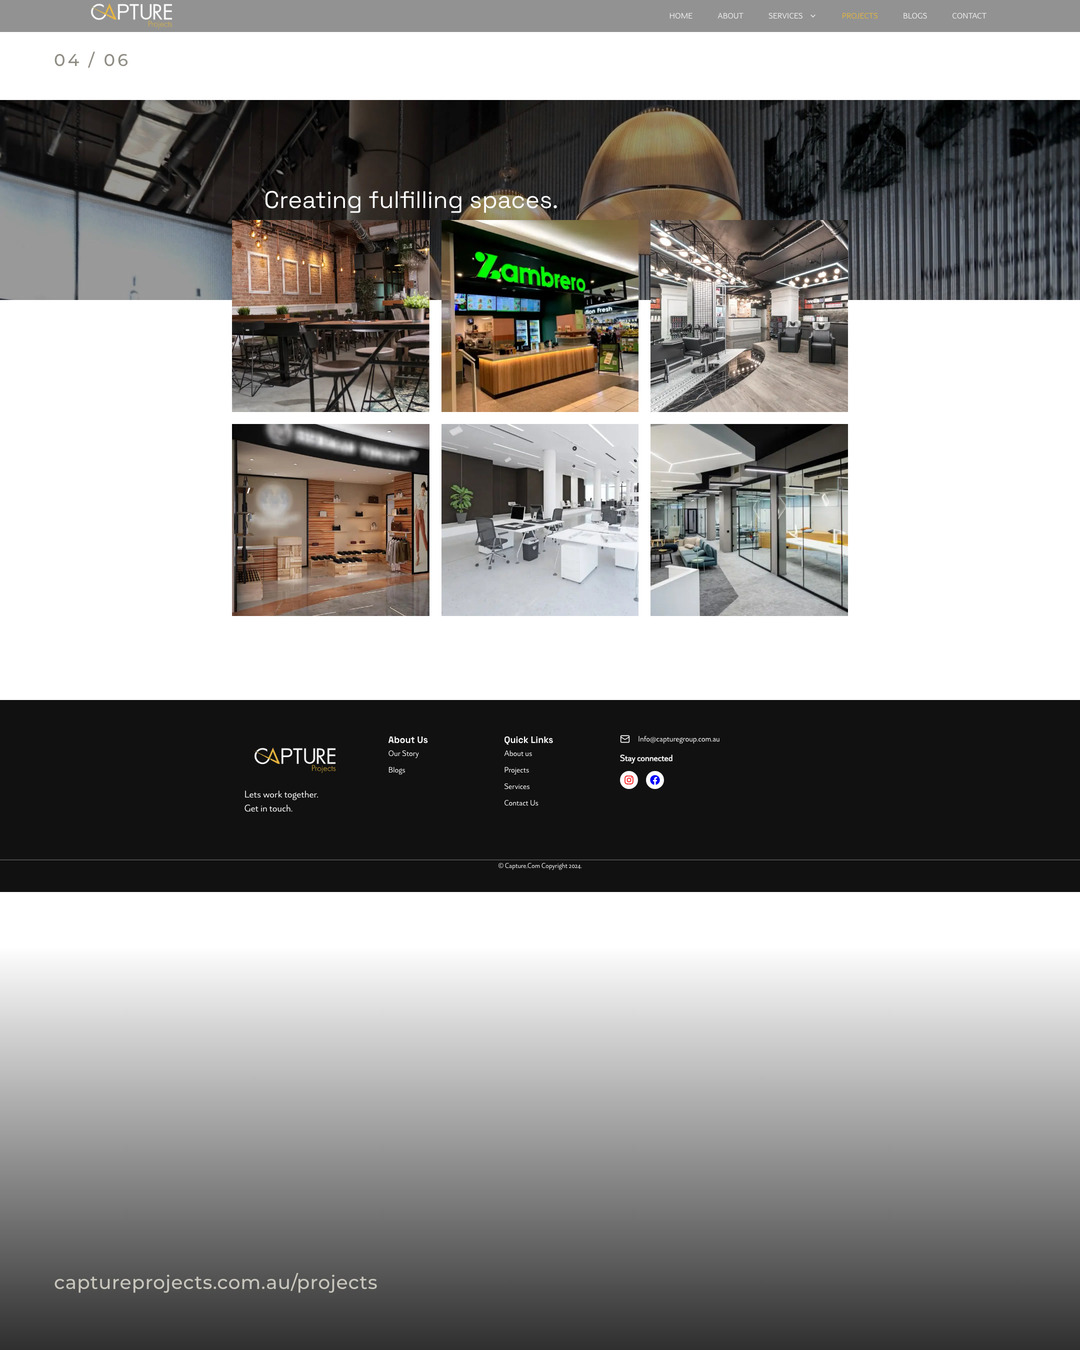 CAPTURE
Projects
HOME ABOUT SERVICES PROJECTS BLOGS CONTACT
04 / 06
Creating fulfilling spaces.
Zambrero
CAPTURE
Projects
Lets work together.
Get in touch.
About Us
Our Story
Blogs
Quick Links
About us
Projects
Services
Contact Us
Info@capturegroup.com.au
Stay connected
© Capture.Com Copyright 2024.
captureprojects.com.au/projects